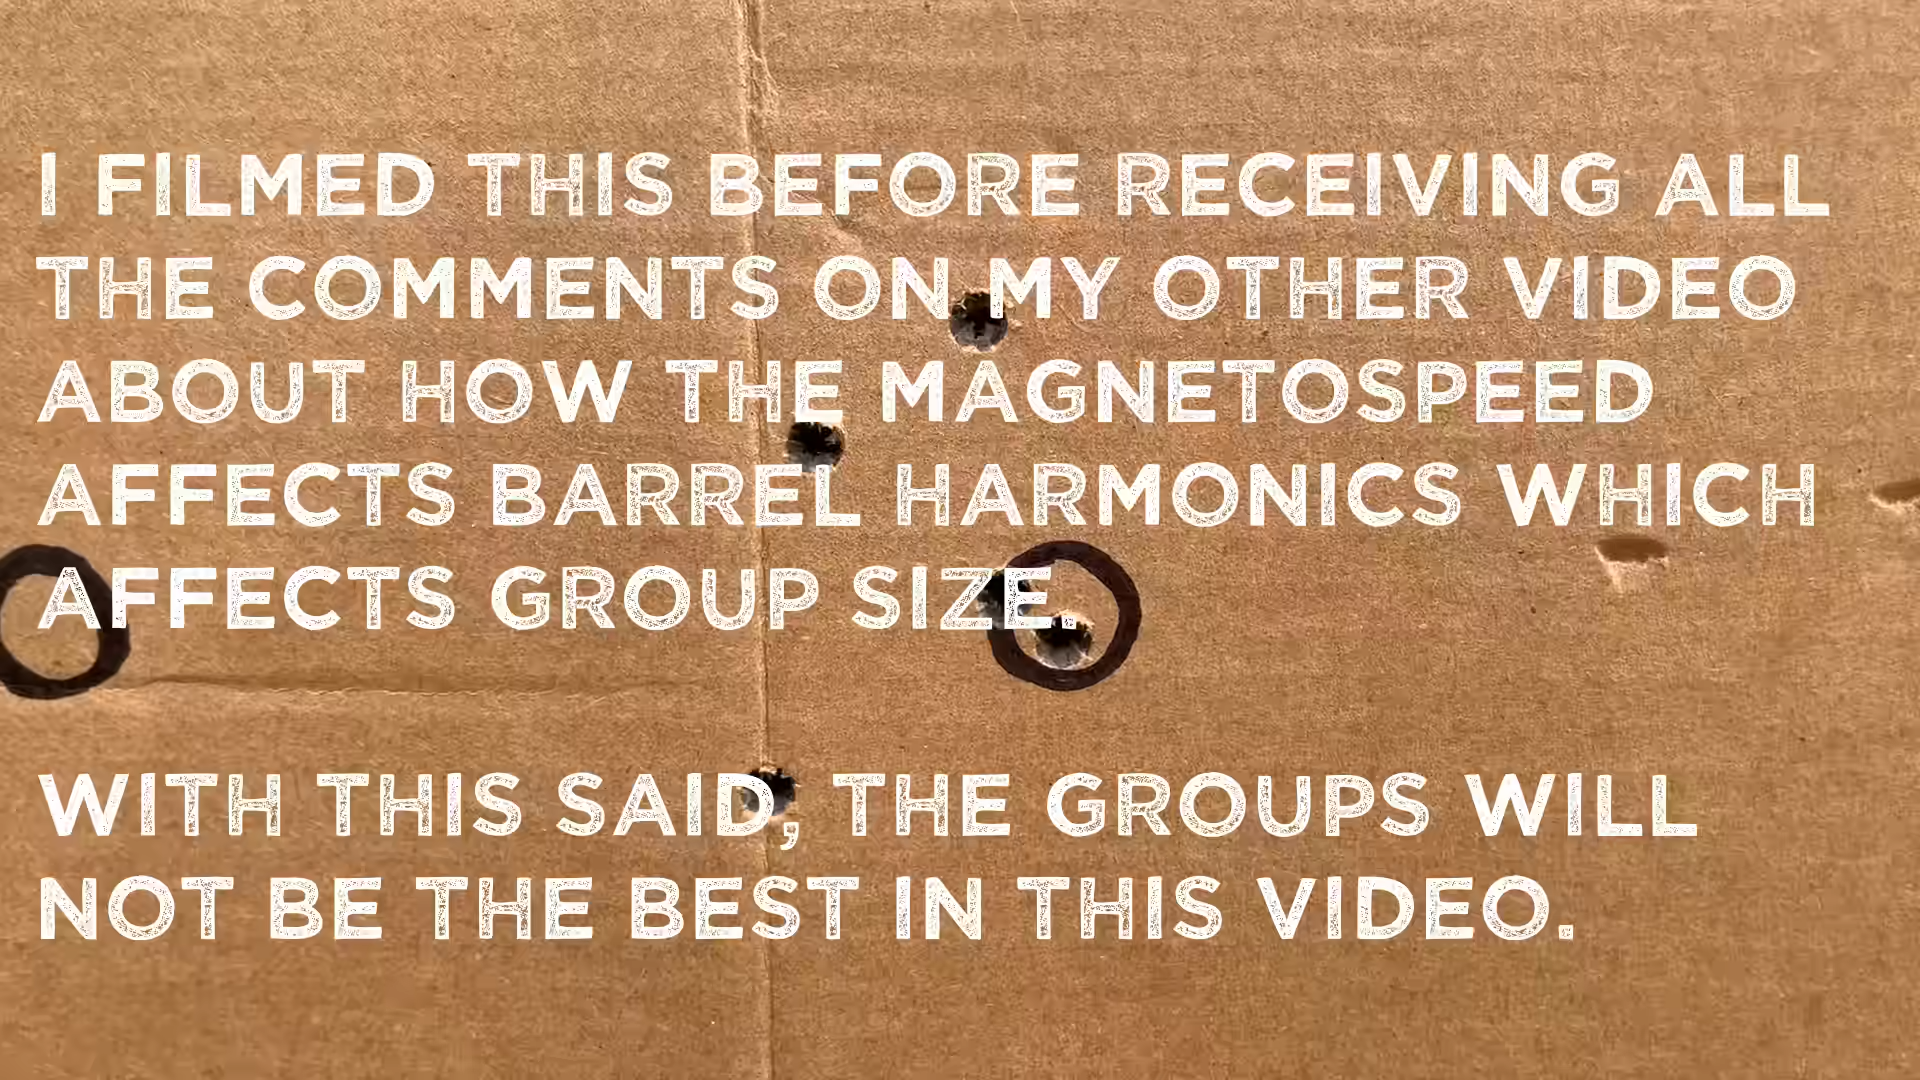 I FILMED THIS BEFORE RECEIVING ALL
THE COMMENTS ON MY OTHER VIDEO
ABOUT HOW THE MAGNETOSPEED
AFFECTS BARREL HARMONICS WHICH
AFFECTS GROUP SIZE.
WITH THIS SAID, THE GROUPS WILL
NOT BE THE BEST IN THIS VIDEO.